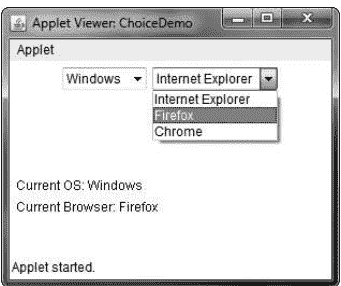 Applet Viewer: ChoiceDemo
Applet
Windows Internet Explorer
Internet Explorer
Firefox
Chrome
Current OS: Windows
Current Browser: Firefox
Applet started.